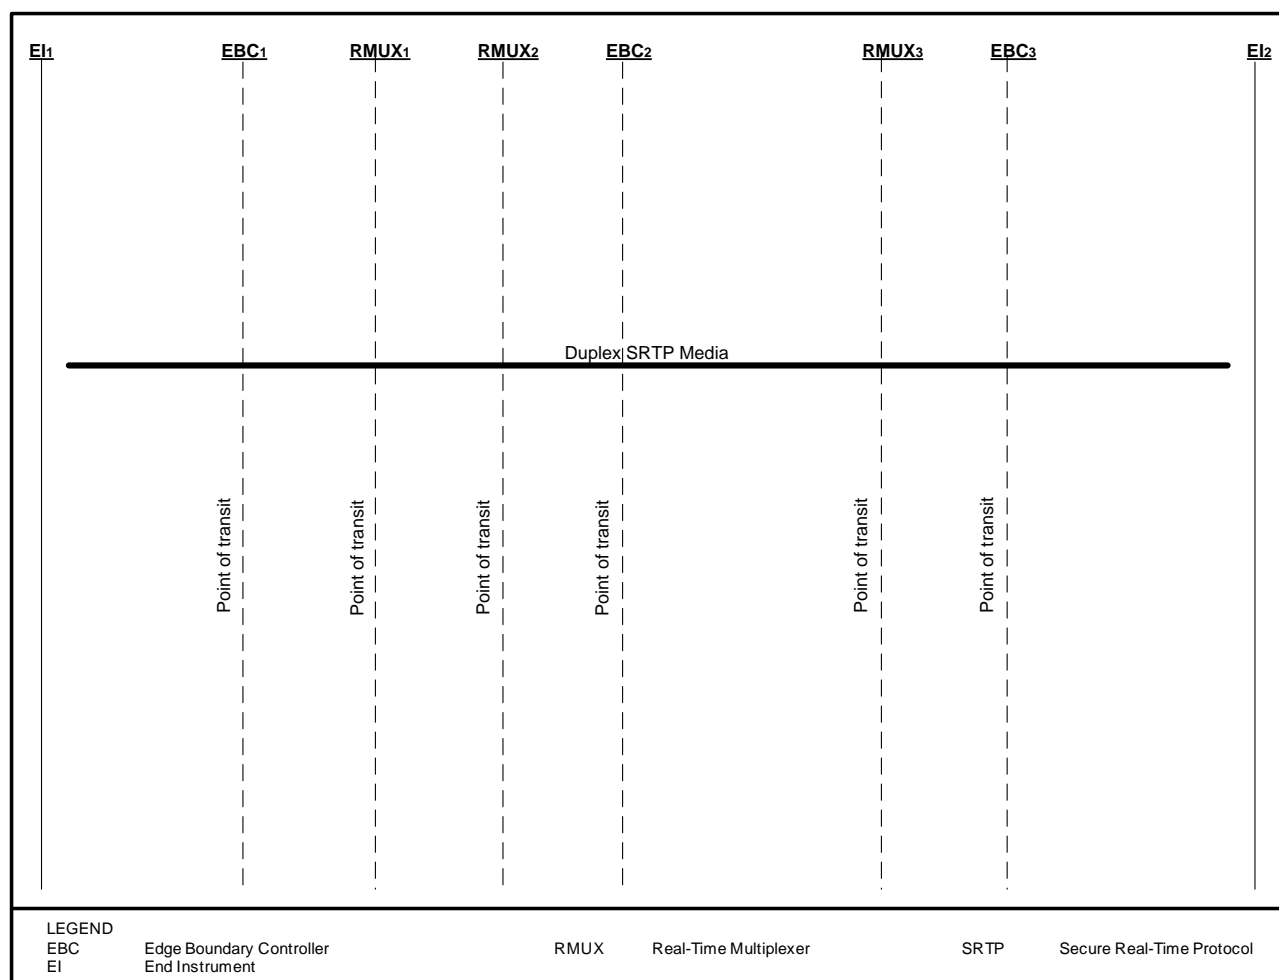 EI1 EBC1 RMUX1 RMUX2 EBC2 RMUX3 EBC3 EI2
Duplex SRTP Media
Point of transit
Point of transit
Point of transit
Point of transit
Point of transit
Point of transit
LEGEND
EBC Edge Boundary Controller RMUX Real-Time Multiplexer SRTP Secure Real-Time Protocol
EI End Instrument